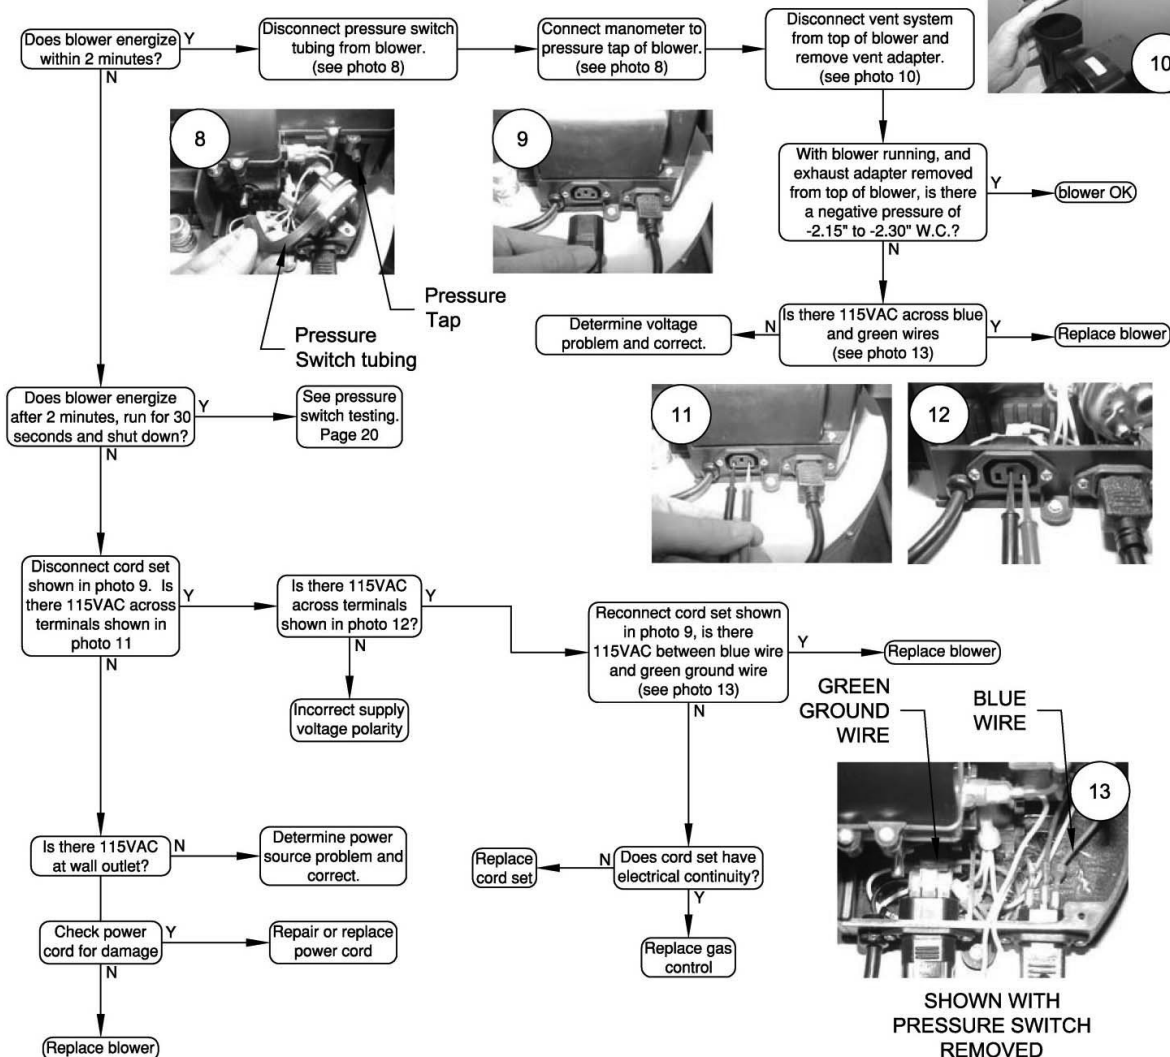 Does blower energize
within 2 minutes?
Y
N
Disconnect pressure switch
tubing from blower.
(see photo 8)
Connect manometer to
pressure tap of blower.
(see photo 8)
Disconnect vent system
from top of blower and
remove vent adapter.
(see photo 10)
10
8
9
Pressure
Tap
Pressure
Switch tubing
With blower running, and
exhaust adapter removed
from top of blower, is there
a negative pressure of
-2.15" to -2.30" W.C.?
Y
blower OK
N
Is there 115VAC across blue
and green wires
(see photo 13)
N
Determine voltage
problem and correct.
Y
Replace blower
Does blower energize
after 2 minutes, run for 30
seconds and shut down?
Y
See pressure
switch testing.
Page 20
N
11
12
Disconnect cord set
shown in photo 9. Is
there 115VAC across
terminals shown in
photo 11
Y
N
Is there 115VAC
across terminals
shown in photo 12?
Y
N
Incorrect supply
voltage polarity
Reconnect cord set shown
in photo 9, is there
115VAC between blue wire
and green ground wire
(see photo 13)
Y
Replace blower
N
GREEN
GROUND
WIRE
BLUE
WIRE
13
SHOWN WITH
PRESSURE SWITCH
REMOVED
Does cord set have
electrical continuity?
N
Replace
cord set
Y
Replace gas
control
Is there 115VAC
at wall outlet?
N
Determine power
source problem and
correct.
Check power
cord for damage
Y
Repair or replace
power cord
N
Replace blower